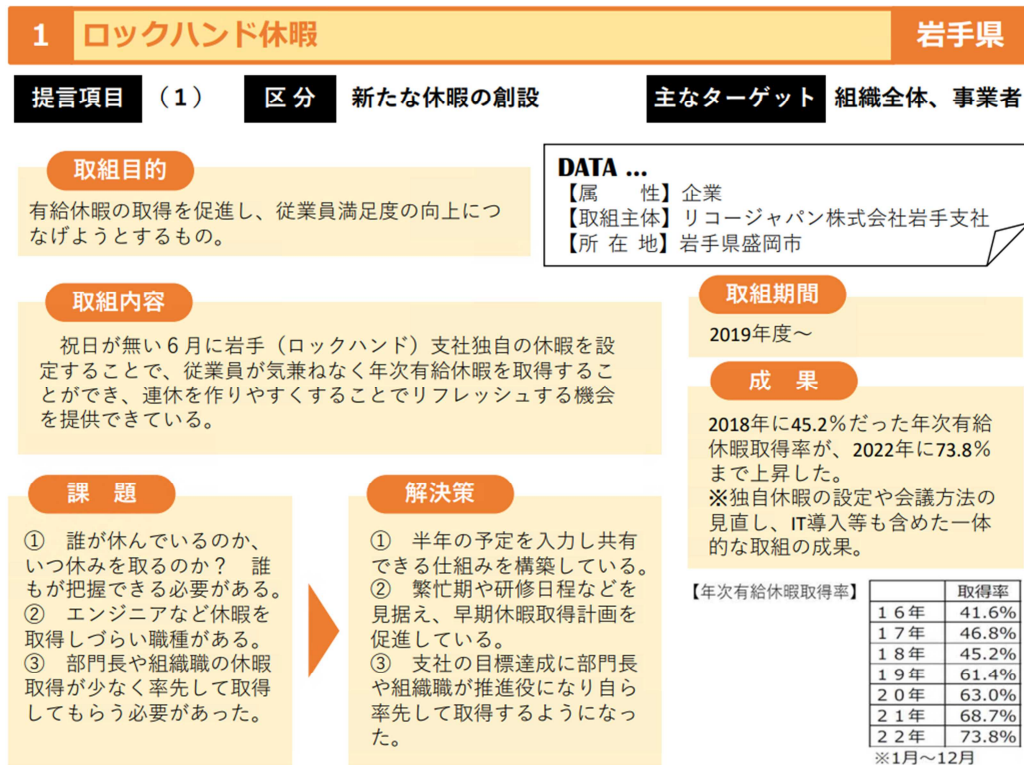 1 ロックハンド休暇 岩手県
提言項目 （１） 区 分 新たな休暇の創設 主なターゲット 組織全体、事業者
取組目的
有給休暇の取得を促進し、従業員満足度の向上につ
なげようとするもの。
DATA …
【属　　性】企業
【取組主体】リコージャパン株式会社岩手支社
【所 在 地】岩手県盛岡市
取組内容
祝日が無い６月に岩手（ロックハンド）支社独自の休暇を設
定することで、従業員が気兼ねなく年次有給休暇を取得するこ
とができ、連休を作りやすくすることでリフレッシュする機会
を提供できている。
取組期間
2019年度～
成　果
2018年に45.2％だった年次有給
休暇取得率が、2022年に73.8％
まで上昇した。
※独自休暇の設定や会議方法の
見直し、IT導入等も含めた一体
的な取組の成果。
課　題
①　誰が休んでいるのか、
いつ休みを取るのか？　誰
もが把握できる必要がある。
②　エンジニアなど休暇を
取得しづらい職種がある。
③　部門長や組織職の休暇
取得が少なく率先して取得
してもらう必要があった。
解決策
①　半年の予定を入力し共有
できる仕組みを構築している。
②　繁忙期や研修日程などを
見据え、早期休暇取得計画を
促進している。
③　支社の目標達成に部門長
や組織職が推進役になり自ら
率先して取得するようになっ
た。
【年次有給休暇取得率】
取得率
１６年 41.6%
１７年 46.8%
１８年 45.2%
１９年 61.4%
２０年 63.0%
２１年 68.7%
２２年 73.8%
※1月～12月